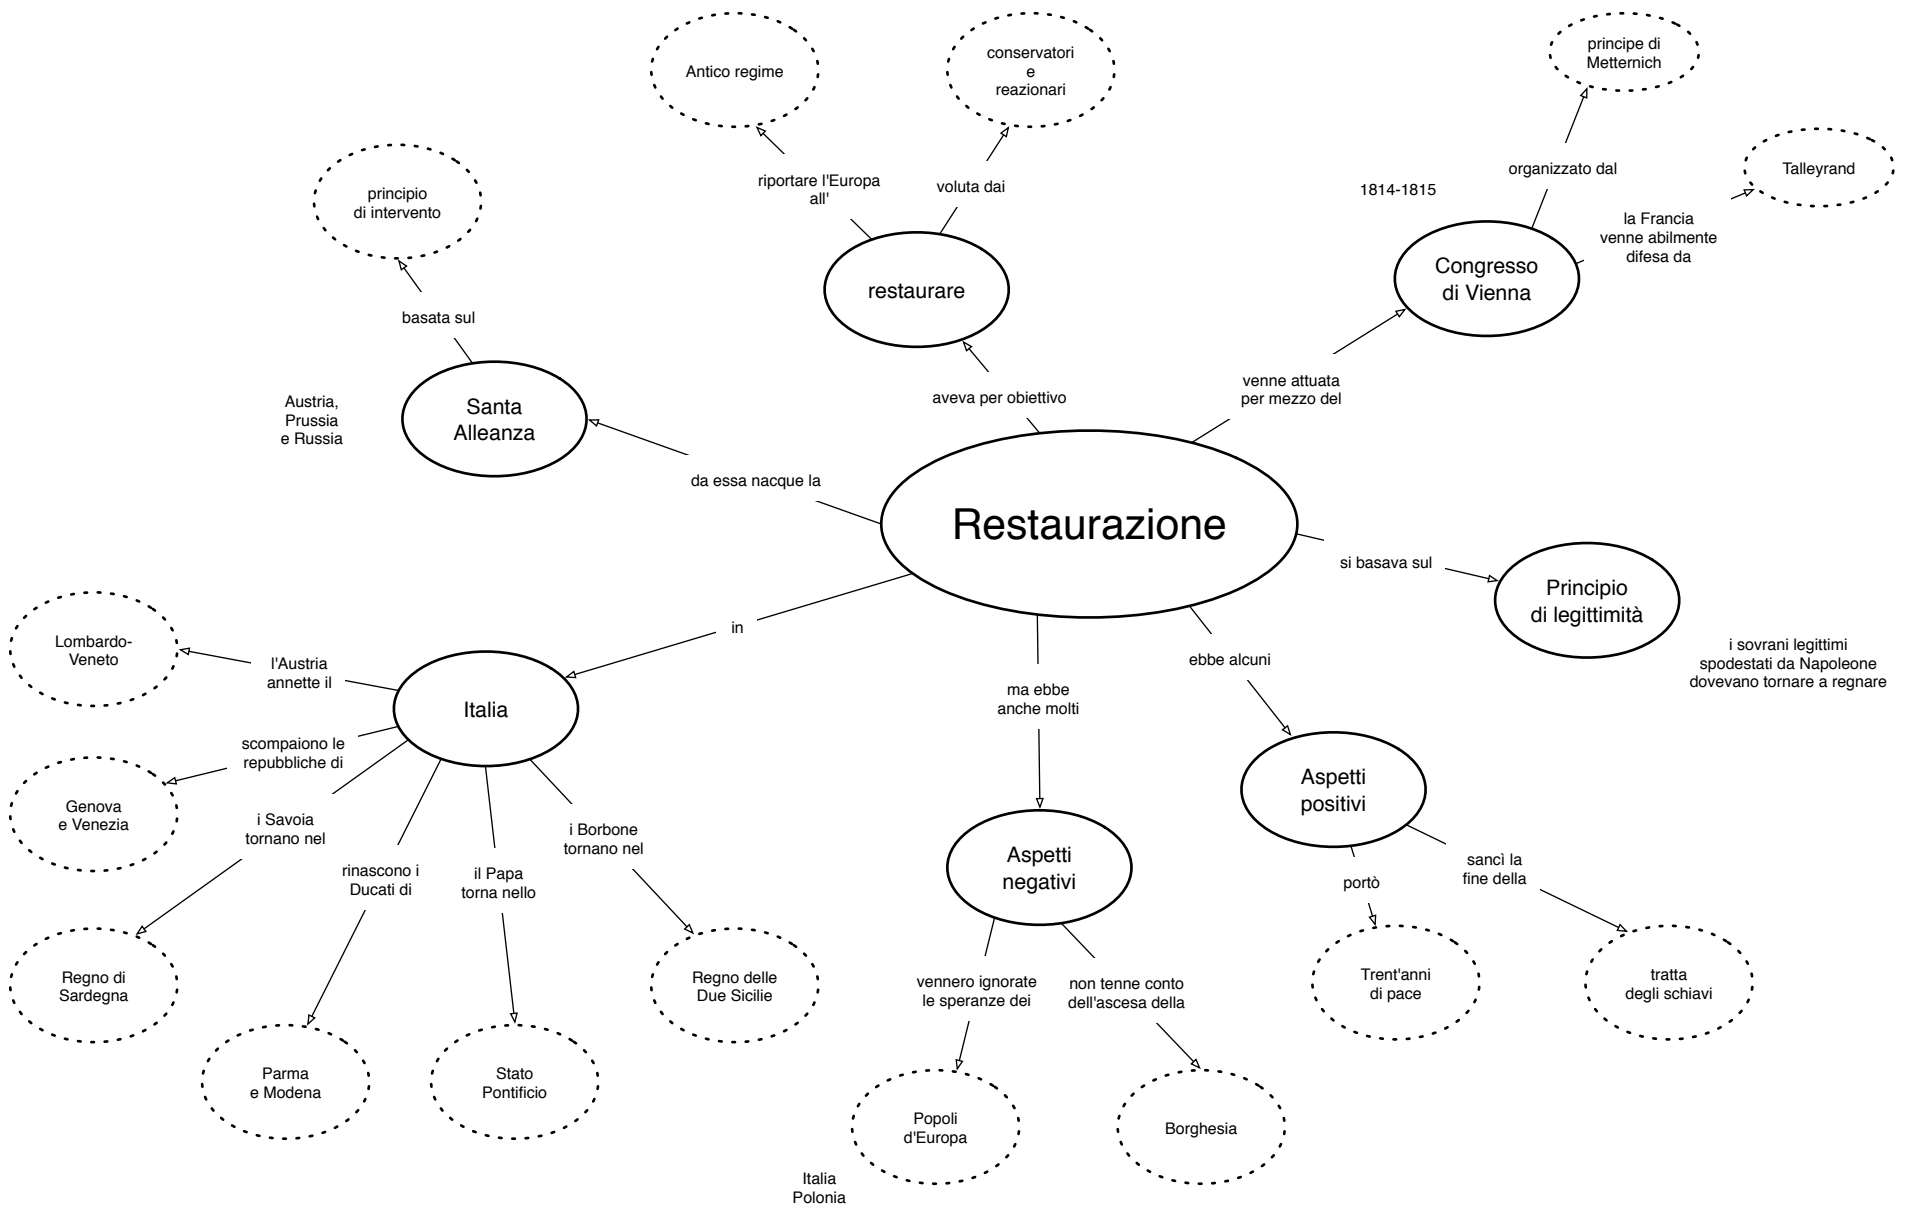 Antico regime
conservatori
e
reazionari
principe di
Metternich
principio
di intervento
riportare l'Europa
all'
voluta dai
1814-1815
organizzato dal
Talleyrand
la Francia
venne abilmente
difesa da
Congresso
di Vienna
restaurare
basata sul
Austria,
Prussia
e Russia
Santa
Alleanza
aveva per obiettivo
venne attuata
per mezzo del
da essa nacque la
Restaurazione
si basava sul
Principio
di legittimità
i sovrani legittimi
spodestati da Napoleone
dovevano tornare a regnare
in
Lombardo-
Veneto
l'Austria
annette il
Italia
ma ebbe
anche molti
ebbe alcuni
scompaiono le
repubbliche di
Genova
e Venezia
i Savoia
tornano nel
rinascono i
Ducati di
il Papa
torna nello
i Borbone
tornano nel
Aspetti
negativi
Aspetti
positivi
portò
sancì la
fine della
Regno di
Sardegna
Parma
e Modena
Stato
Pontificio
Regno delle
Due Sicilie
vennero ignorate
le speranze dei
non tenne conto
dell'ascesa della
Trent'anni
di pace
tratta
degli schiavi
Popoli
d'Europa
Borghesia
Italia
Polonia